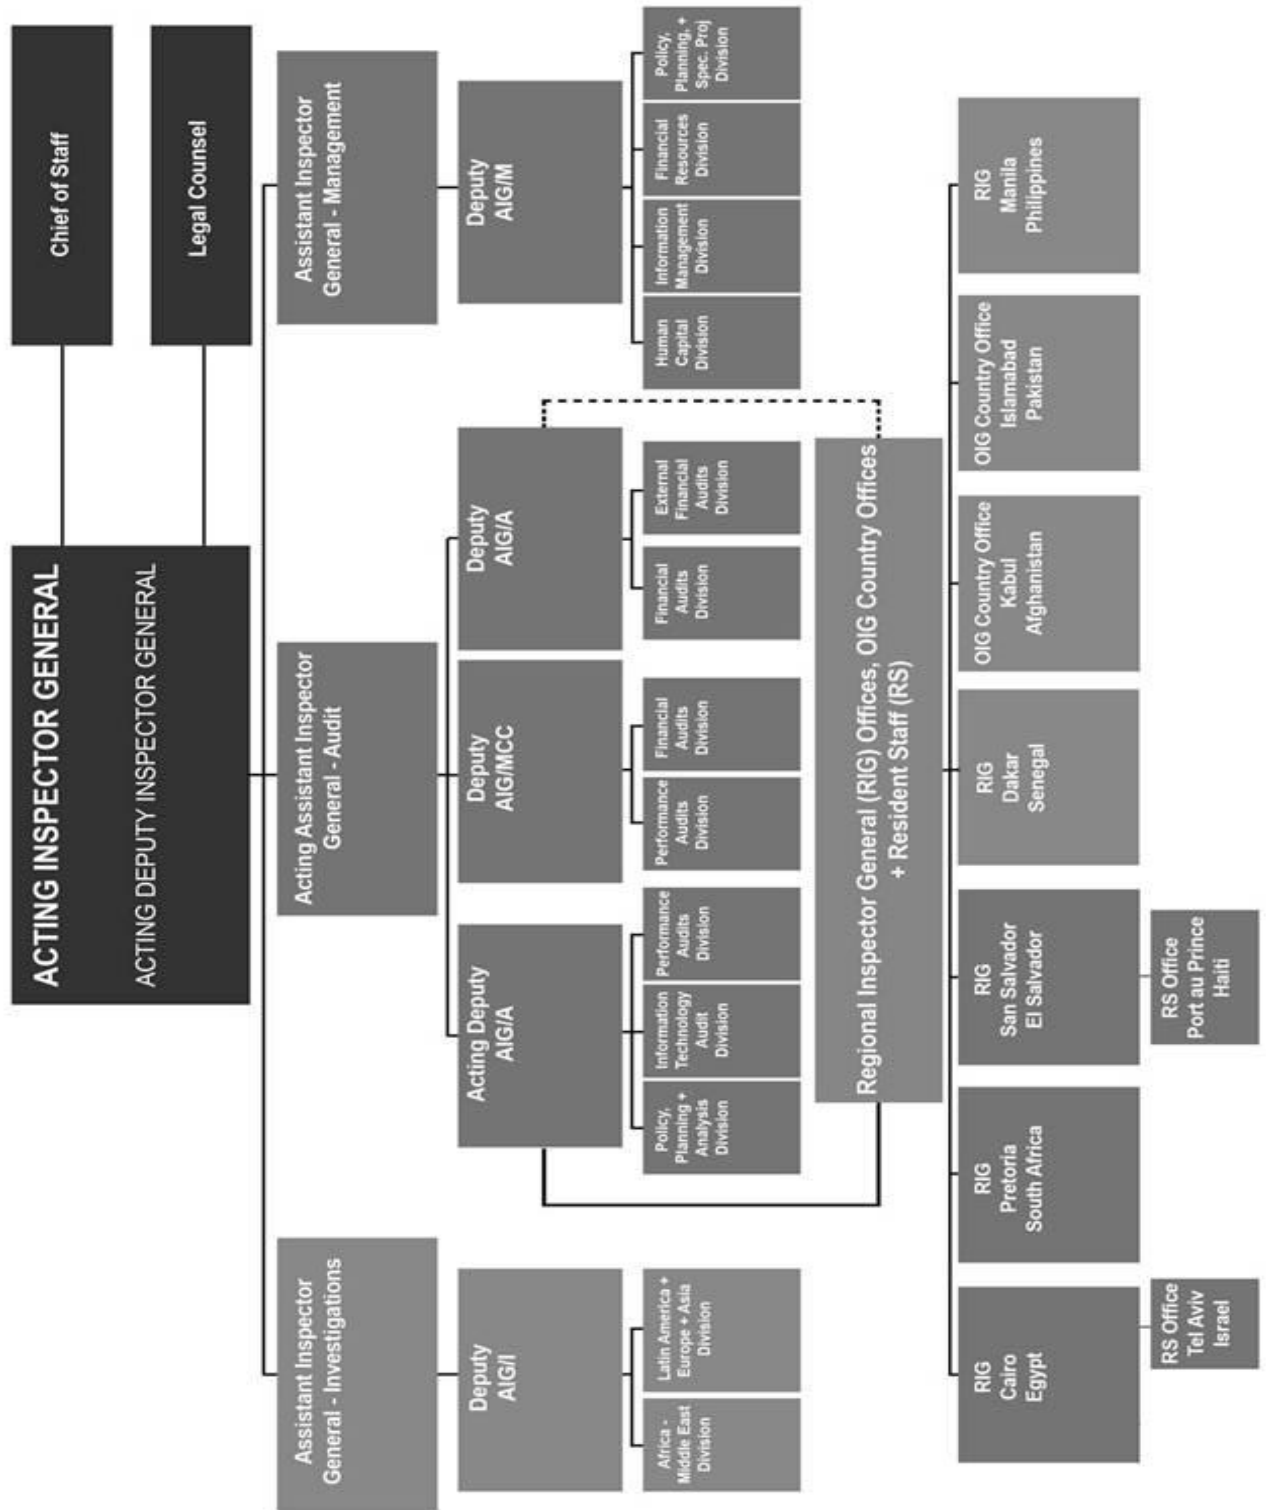 ACTING INSPECTOR GENERAL
ACTING DEPUTY INSPECTOR GENERAL
Chief of Staff
Legal Counsel
Assistant Inspector
General - Investigations
Acting Assistant Inspector
General - Audit
Assistant Inspector
General - Management
Deputy
AIG/I
Acting Deputy
AIG/A
Deputy
AIG/MCC
Deputy
AIG/A
Deputy
AIG/M
Africa -
Middle East
Division
Latin America +
Europe + Asia
Division
Policy,
Planning +
Analysis
Division
Information
Technology
Audit
Division
Performance
Audits
Division
Performance
Audits
Division
Financial
Audits
Division
Financial
Audits
Division
External
Financial
Audits
Division
Human
Capital
Division
Information
Management
Division
Financial
Resources
Division
Policy,
Planning, +
Spec. Proj
Division
Regional Inspector General (RIG) Offices, OIG Country Offices
+ Resident Staff (RS)
RIG
Cairo
Egypt
RIG
Pretoria
South Africa
RIG
San Salvador
El Salvador
RIG
Dakar
Senegal
OIG Country Office
Kabul
Afghanistan
OIG Country Office
Islamabad
Pakistan
RIG
Manila
Philippines
RS Office
Tel Aviv
Israel
RS Office
Port au Prince
Haiti